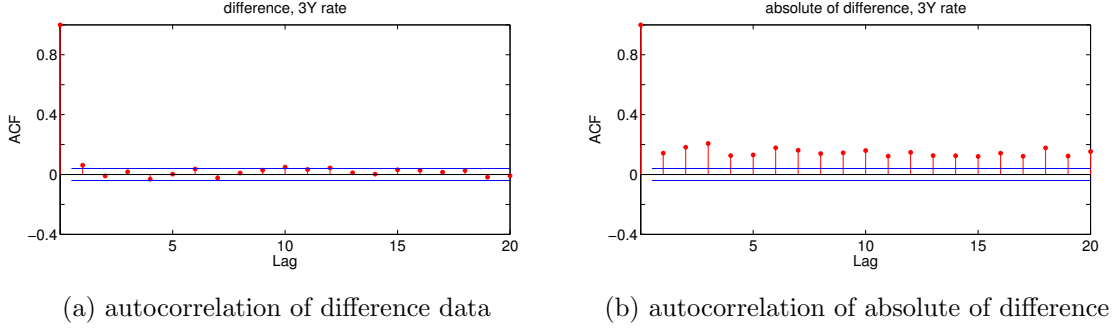 difference, 3Y rate
0.8
0.4
0
−0.4
ACF
5
10
15
20
Lag
(a) autocorrelation of difference data
absolute of difference, 3Y rate
0.8
0.4
0
−0.4
ACF
5
10
15
20
Lag
(b) autocorrelation of absolute of difference